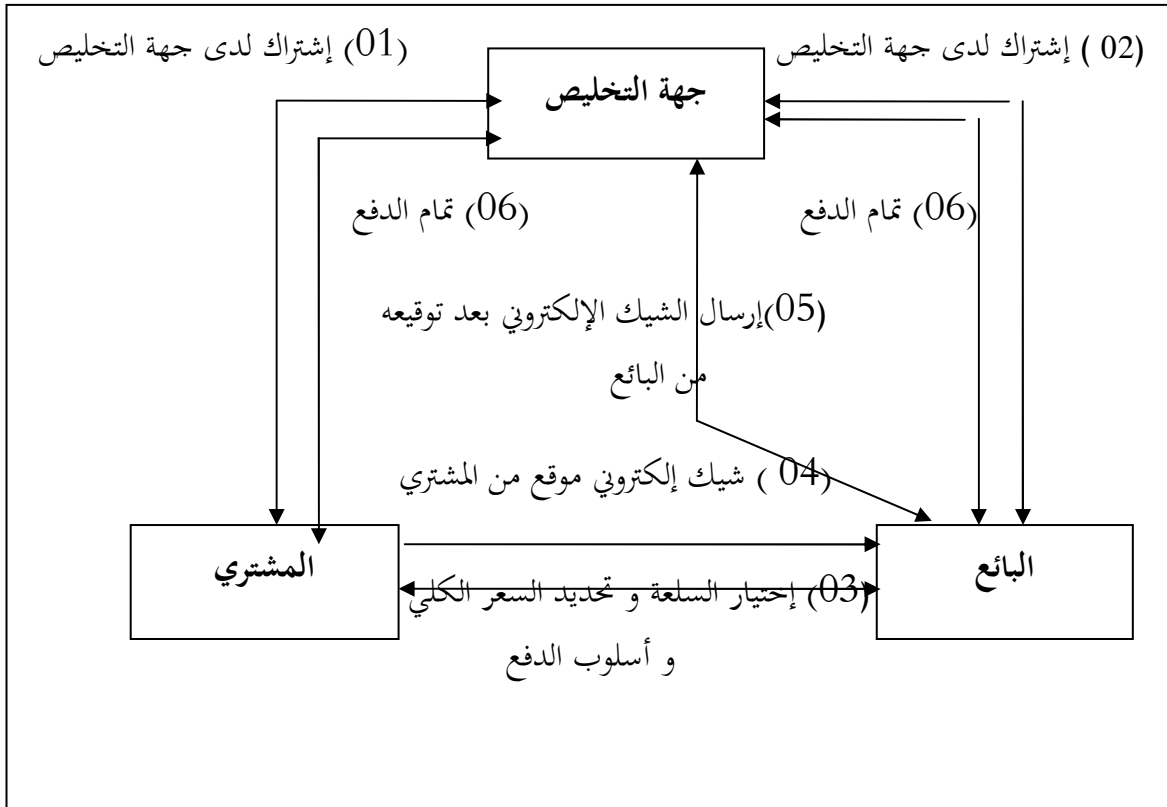 (01) إشتراك لدى جهة التخليص
(02 ) إشتراك لدى جهة التخليص
جهة التخليص
(06) تمام الدفع
(06) تمام الدفع
(05)إرسال الشيك الإلكتروني بعد توقيعه
من البائع
(04 ) شيك إلكتروني موقع من المشتري
المشتري
البائع
(03) إختيار السلعة و تحديد السعر الكلي
و أسلوب الدفع